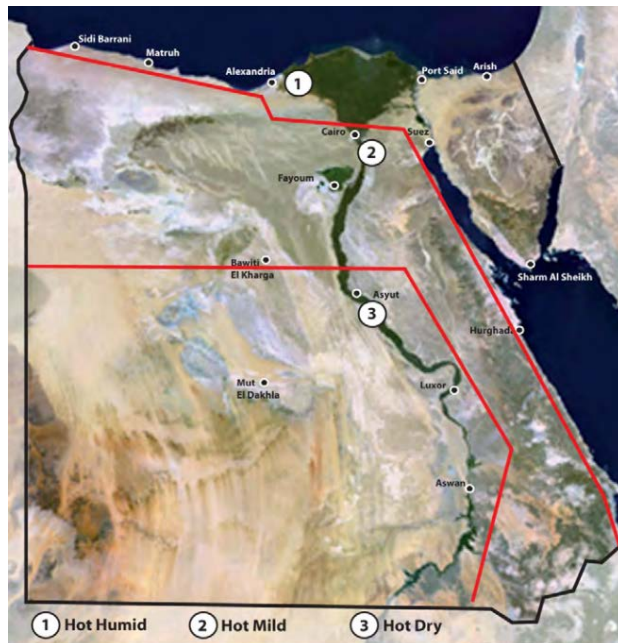 Sidi Barrani
Matruh
Alexandria
1
Port Said
Arish
Cairo
Suez
2
Fayoum
Bawiti
El Kharga
Sharm Al Sheikh
Asyut
3
Hurghada
Mut
El Dakhla
Luxor
Aswan
1 Hot Humid
2 Hot Mild
3 Hot Dry